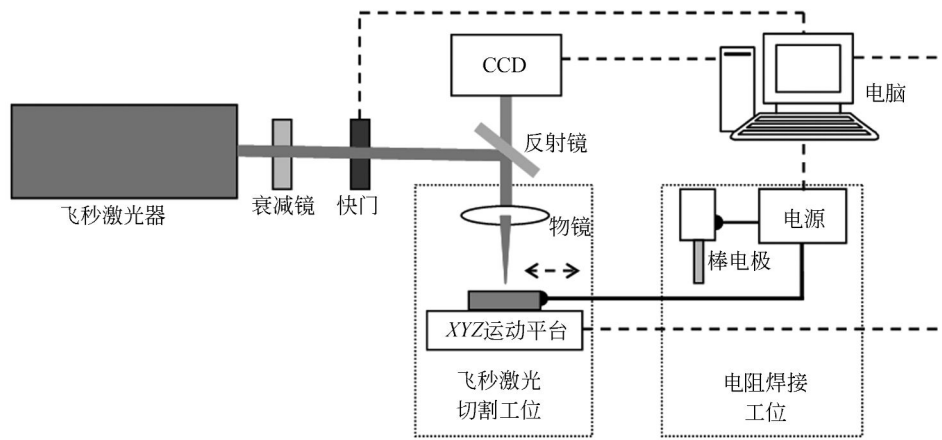 CCD
电脑
反射镜
飞秒激光器
衰减镜
快门
物镜
电源
棒电极
XYZ运动平台
飞秒激光
切割工位
电阻焊接
工位